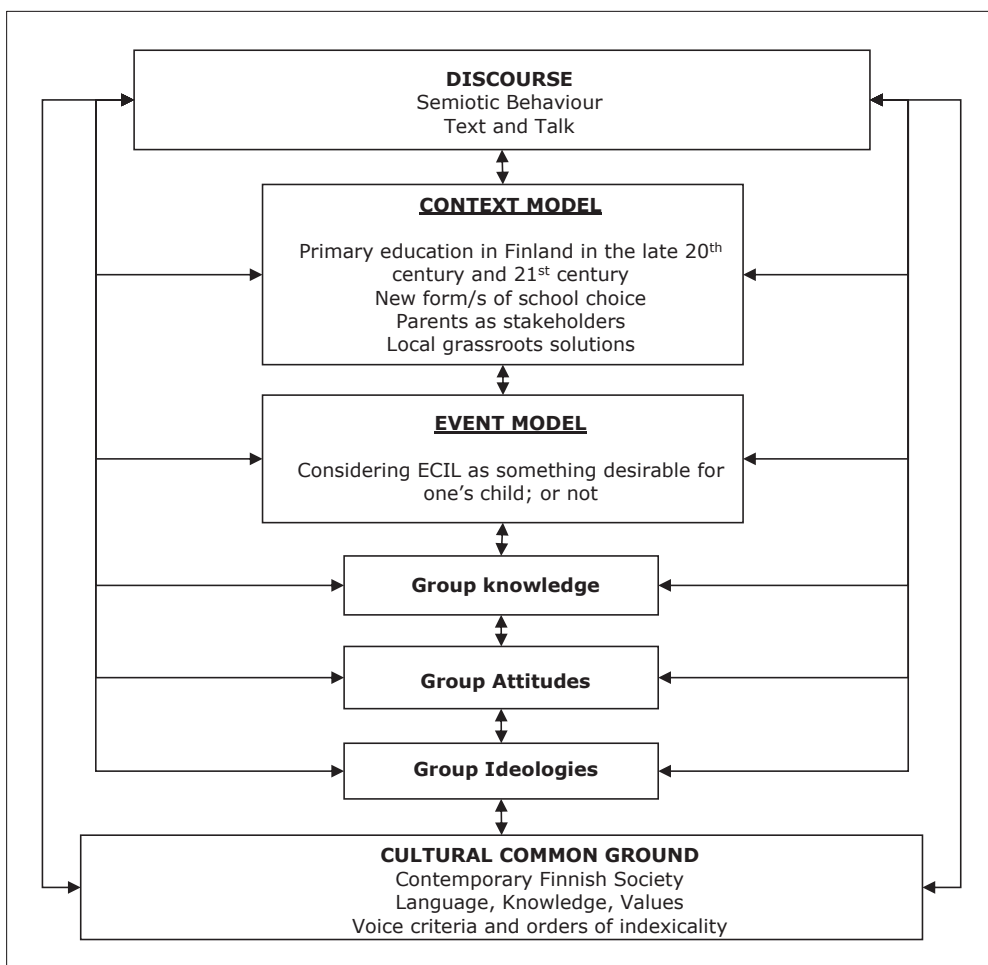 DISCOURSE
Semiotic Behaviour
Text and Talk
CONTEXT MODEL
Primary education in Finland in the late 20th
century and 21st century
New form/s of school choice
Parents as stakeholders
Local grassroots solutions
EVENT MODEL
Considering ECIL as something desirable for
one's child; or not
Group knowledge
Group Attitudes
Group Ideologies
CULTURAL COMMON GROUND
Contemporary Finnish Society
Language, Knowledge, Values
Voice criteria and orders of indexicality